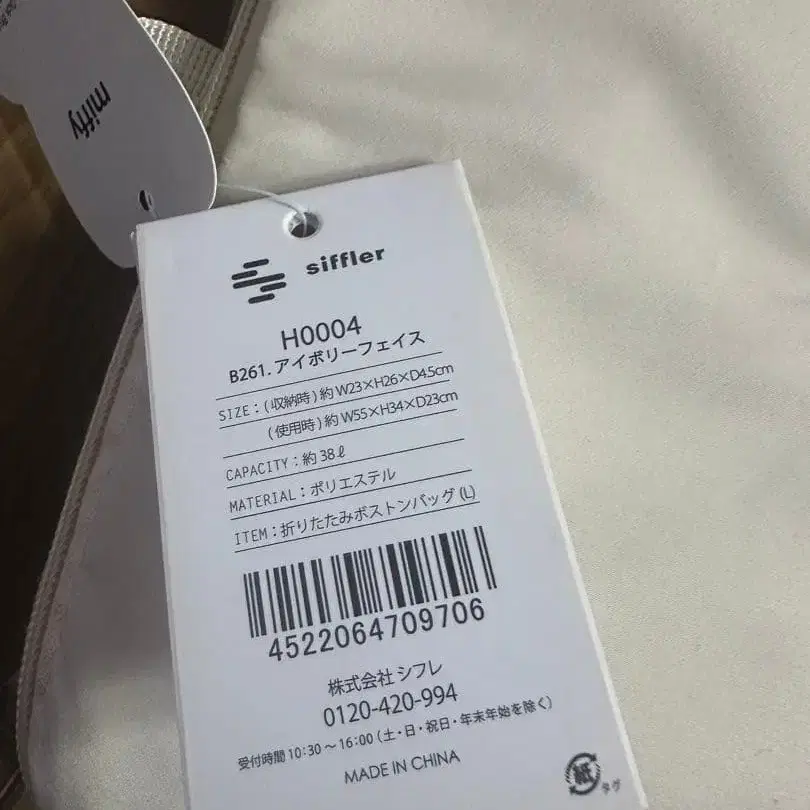 miffy
siffler
H0004
B261.アイボリーフェイス
SIZE：(収納時)約 W23×H26×D4.5cm
(使用時)約 W55×H34×D23cm
CAPACITY：約 38ℓ
MATERIAL：ポリエステル
ITEM：折りたたみボストンバッグ(L)
4522064709706
株式会社 シフレ
0120-420-994
受付時間 10:30～16:00（土・日・祝日・年末年始を除く）
MADE IN CHINA
紙
タグ